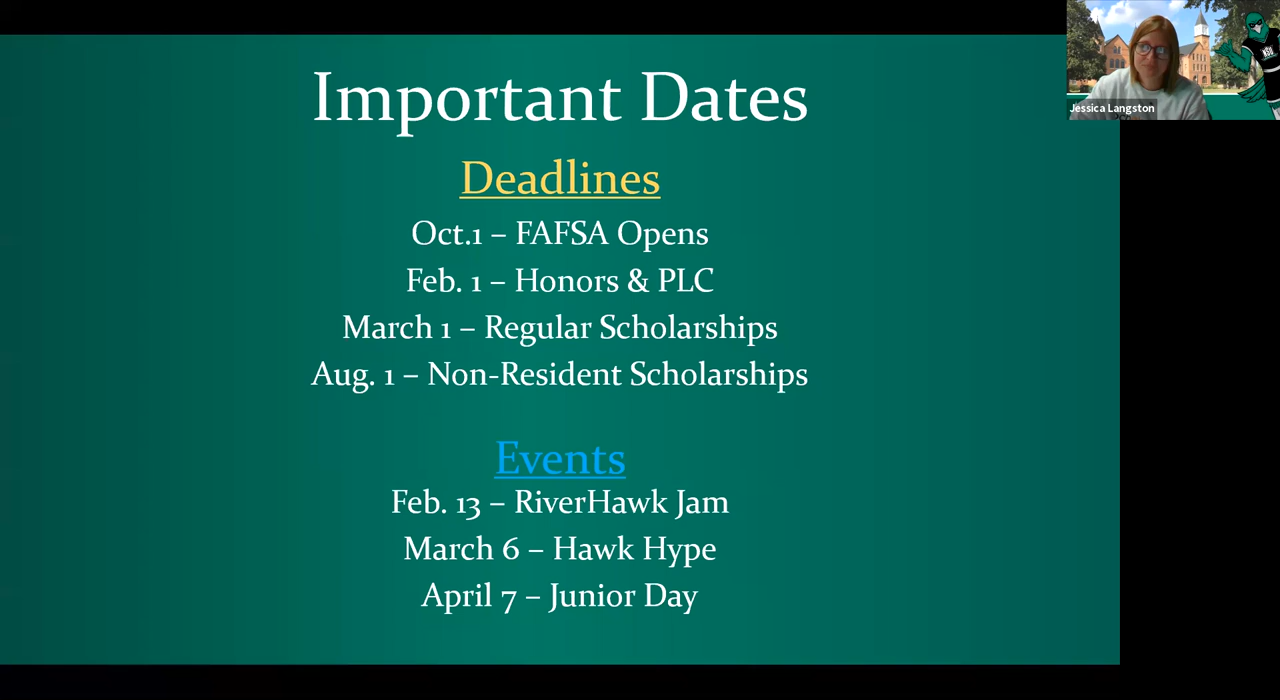 Important Dates
Deadlines
Oct.1 – FAFSA Opens
Feb. 1 – Honors & PLC
March 1 – Regular Scholarships
Aug. 1 – Non-Resident Scholarships
Events
Feb. 13 – RiverHawk Jam
March 6 – Hawk Hype
April 7 – Junior Day
Jessica Langston
NSU